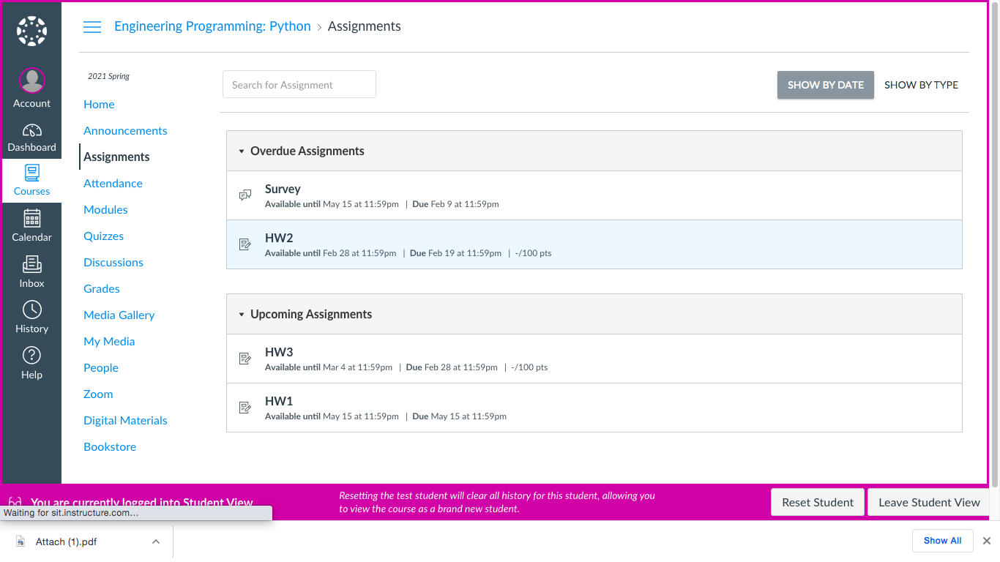 Engineering Programming: Python > Assignments
2021 Spring
Search for Assignment
SHOW BY DATE
SHOW BY TYPE
Account
Dashboard
Courses
Calendar
Inbox
History
Help
Home
Announcements
Assignments
Attendance
Modules
Quizzes
Discussions
Grades
Media Gallery
My Media
People
Zoom
Digital Materials
Bookstore
Overdue Assignments
Survey
Available until May 15 at 11:59pm | Due Feb 9 at 11:59pm
HW2
Available until Feb 28 at 11:59pm | Due Feb 19 at 11:59pm | -/100 pts
Upcoming Assignments
HW3
Available until Mar 4 at 11:59pm | Due Feb 28 at 11:59pm | -/100 pts
HW1
Available until May 15 at 11:59pm | Due May 15 at 11:59pm
You are currently logged into Student View
Resetting the test student will clear all history for this student, allowing you
to view the course as a brand new student.
Reset Student
Leave Student View
Waiting for sit.instructure.com...
Attach (1).pdf
Show All